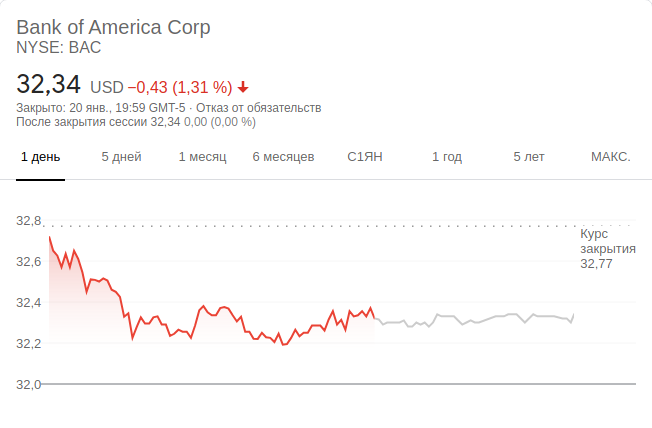 Bank of America Corp
NYSE: BAC
32,34 USD −0,43 (1,31 %)
Закрыто: 20 янв., 19:59 GMT-5 · Отказ от обязательств
После закрытия сессии 32,34 0,00 (0,00 %)
1 день 5 дней 1 месяц 6 месяцев С1ЯН 1 год 5 лет МАКС.
32,8
Курс
закрытия
32,77
32,6
32,4
32,2
32,0